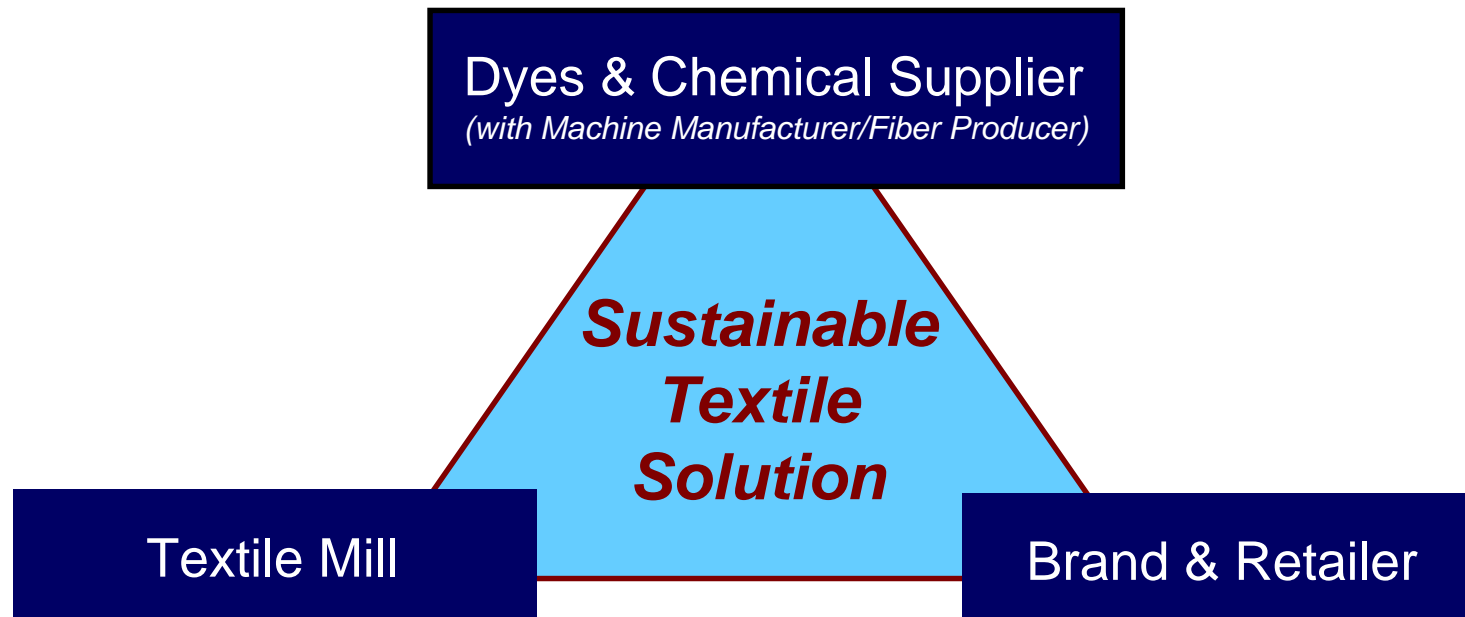 Dyes & Chemical Supplier
(with Machine Manufacturer/Fiber Producer)
Sustainable
Textile
Solution
Textile Mill
Brand & Retailer